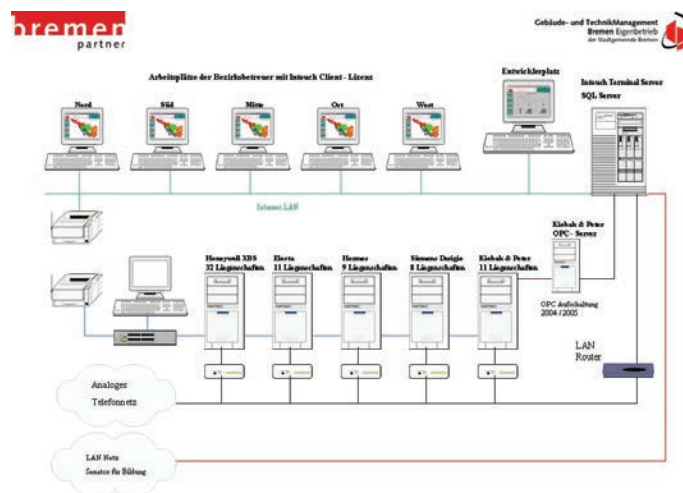 bremen
partner
Gebäude- und TechnikManagement
Bremen Eigenbetrieb
der Stadtgemeinde Bremen
Arbeitsplätze der Bezirksbetreuer mit Intouch Client - Lizenz
Entwicklerplatz
Intouch Terminal Server
SQL Server
Nord
Süd
Mitte
Ost
West
Intranet LAN
Kieback & Peter
OPC - Server
Honeywell XBS
32 Liegenschaften
Elesta
11 Liegenschaften
Hermos
9 Liegenschaften
Siemens Desigo
8 Liegenschaften
Kieback & Peter
11 Liegenschaften
OPC Aufschaltung
2004 / 2005
LAN
Router
Analoges
Telefonnetz
LAN Netz
Senator für Bildung